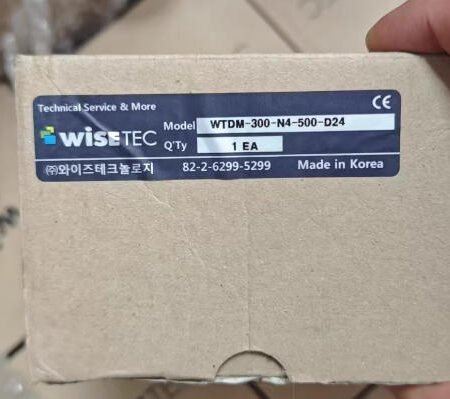 Technical Service & More
CE
WiSETEC
Model WTDM-300-N4-500-D24
Q'Ty 1 EA
㈜와이즈테크놀로지 82-2-6299-5299 Made in Korea